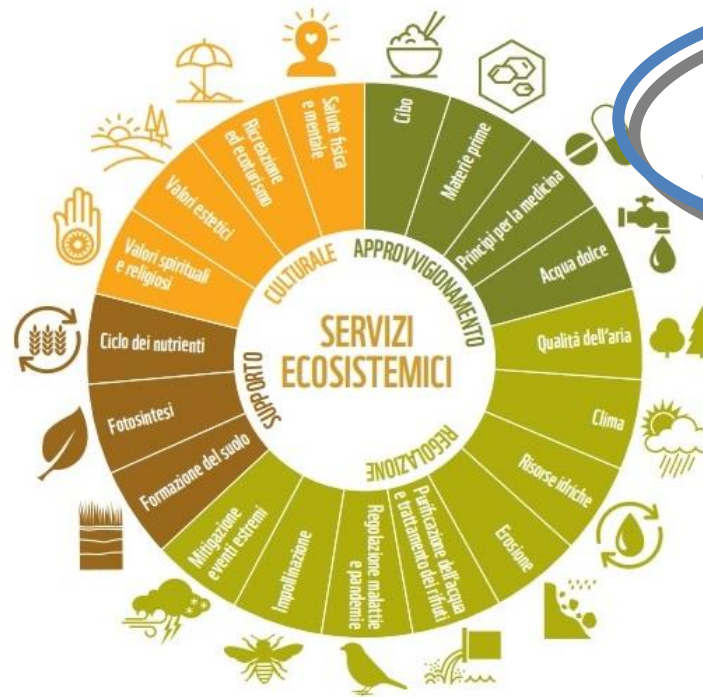 SERVIZI
ECOSISTEMICI
APPROVVIGIONAMENTO
Cibo
Materie prime
Principi per la medicina
Acqua dolce
REGOLAZIONE
Qualità dell'aria
Clima
Risorse idriche
Erosione
Purificazione dell'acqua
e trattamento dei rifiuti
Regolazione malattie
e pandemie
Impollinazione
Mitigazione
eventi estremi
SUPPORTO
Formazione del suolo
Fotosintesi
Ciclo dei nutrienti
CULTURALE
Valori spirituali
e religiosi
Valori estetici
Ricreazione
ed ecoturismo
Salute fisica
e mentale